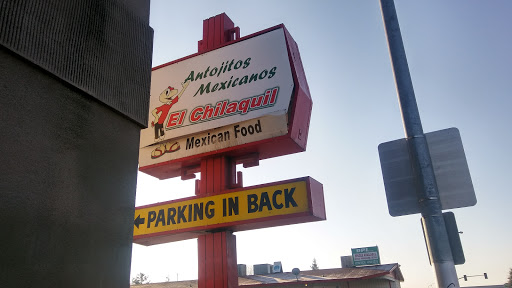 Antojitos
Mexicanos
El Chilaquil
Mexican Food
PARKING IN BACK